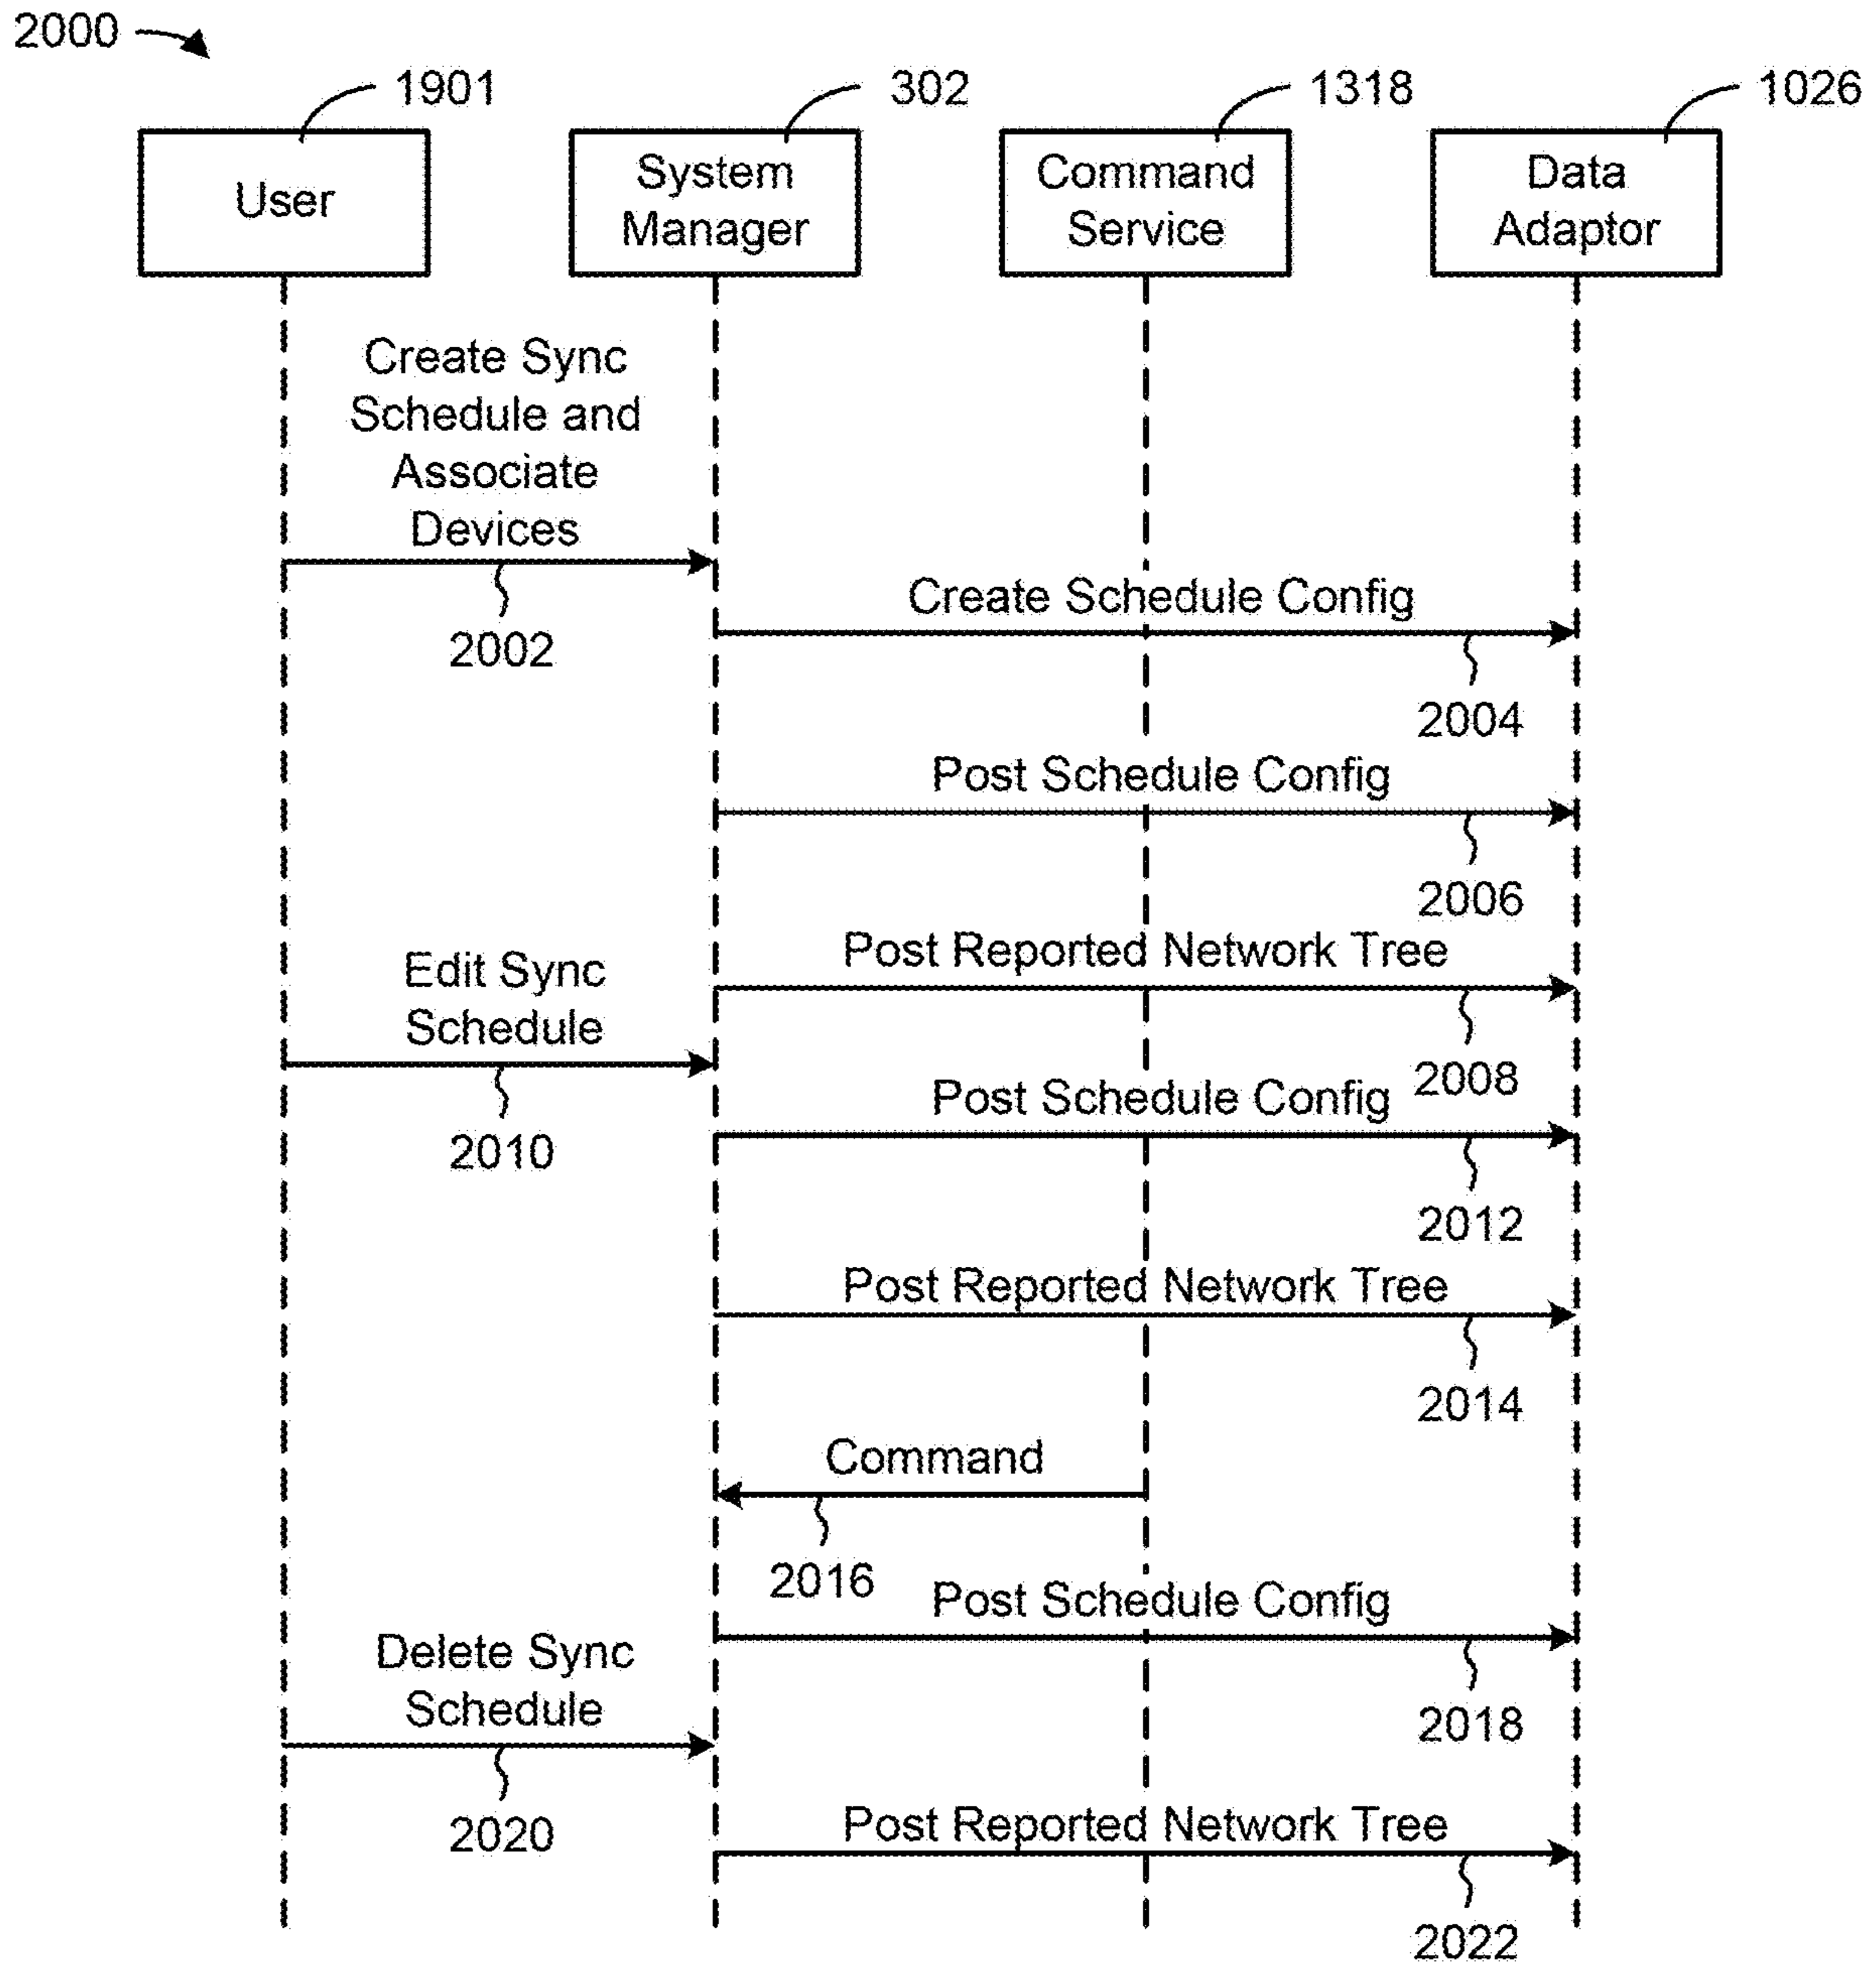 2000
1901
302
1318
1026
User
System
Manager
Command
Service
Data
Adaptor
Create Sync
Schedule and
Associate
Devices
2002
Create Schedule Config
2004
Post Schedule Config
2006
Post Reported Network Tree
2008
Edit Sync
Schedule
2010
Post Schedule Config
2012
Post Reported Network Tree
2014
Command
2016
Post Schedule Config
2018
Delete Sync
Schedule
2020
Post Reported Network Tree
2022